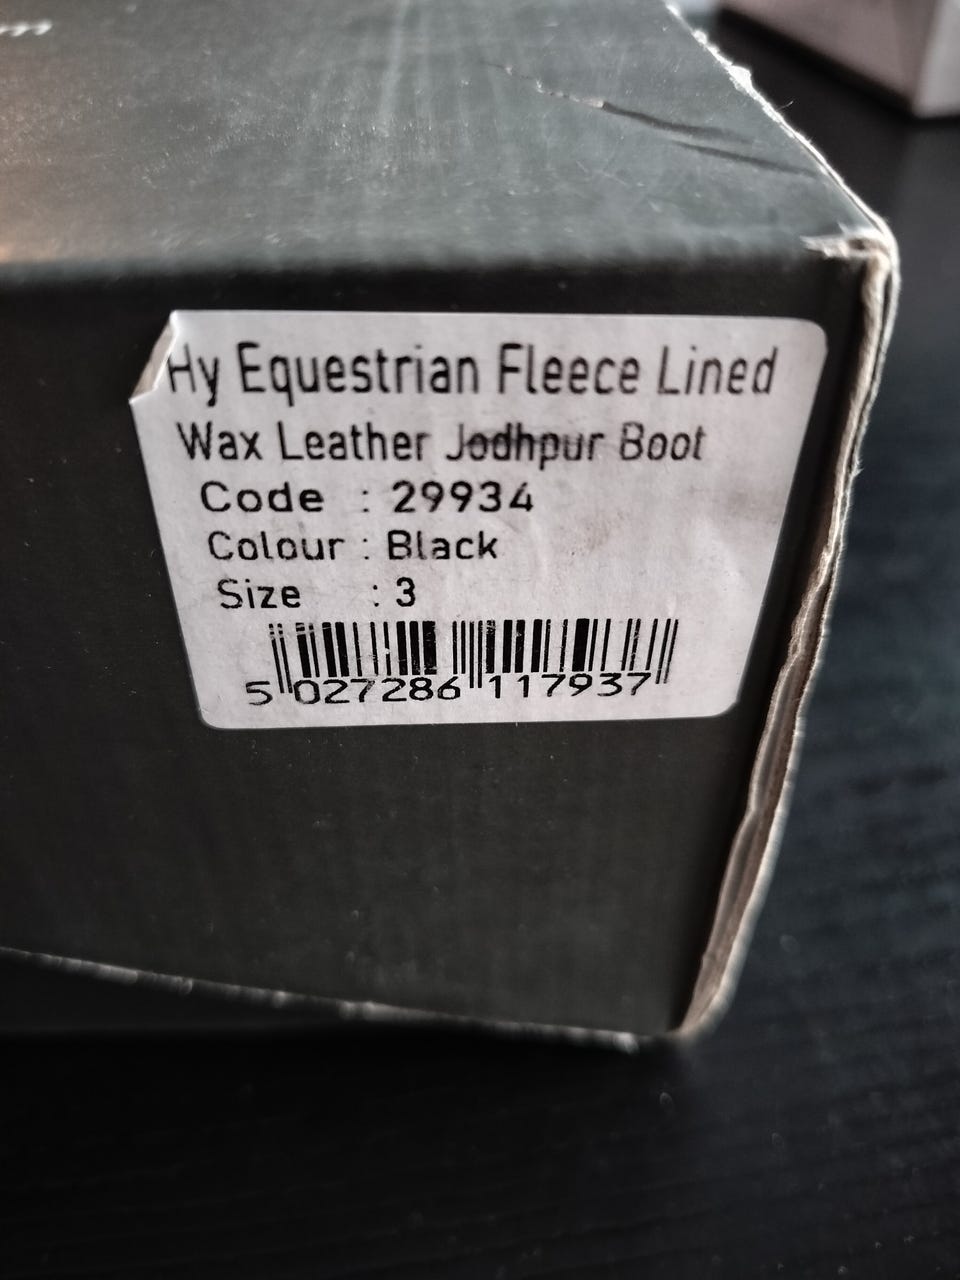 Hy Equestrian Fleece Lined
Wax Leather Jodhpur Boot
Code : 29934
Colour : Black
Size : 3
5 027286 117937